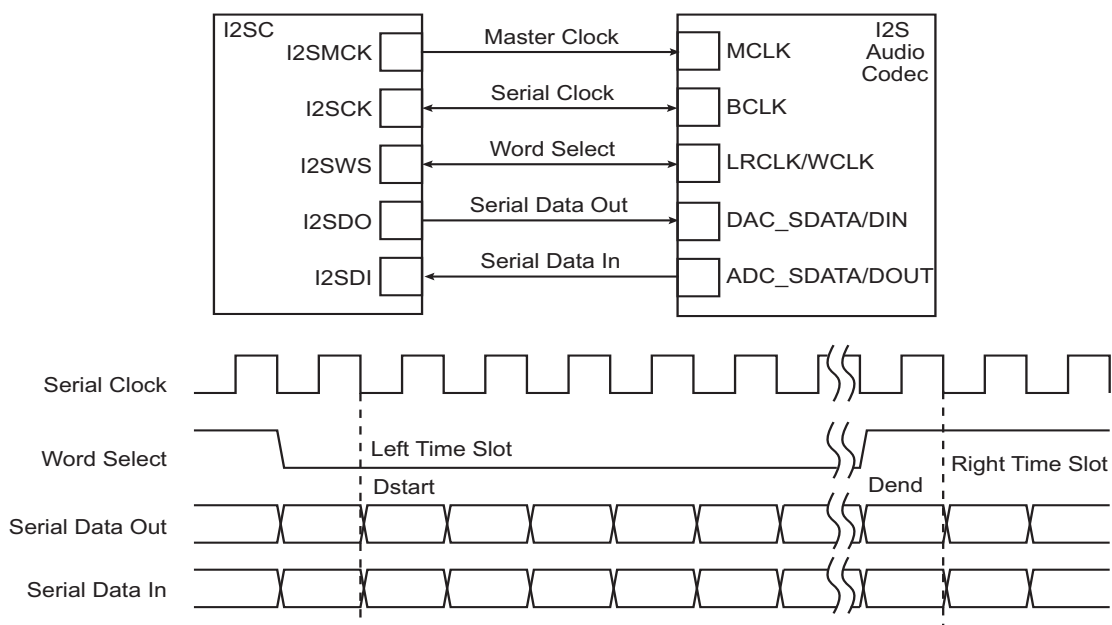 I2SC
I2S
Audio
Codec
I2SMCK
Master Clock
MCLK
I2SCK
Serial Clock
BCLK
I2SWS
Word Select
LRCLK/WCLK
I2SDO
Serial Data Out
DAC_SDATA/DIN
I2SDI
Serial Data In
ADC_SDATA/DOUT
Serial Clock
Word Select
Left Time Slot
Right Time Slot
Dstart
Dend
Serial Data Out
Serial Data In